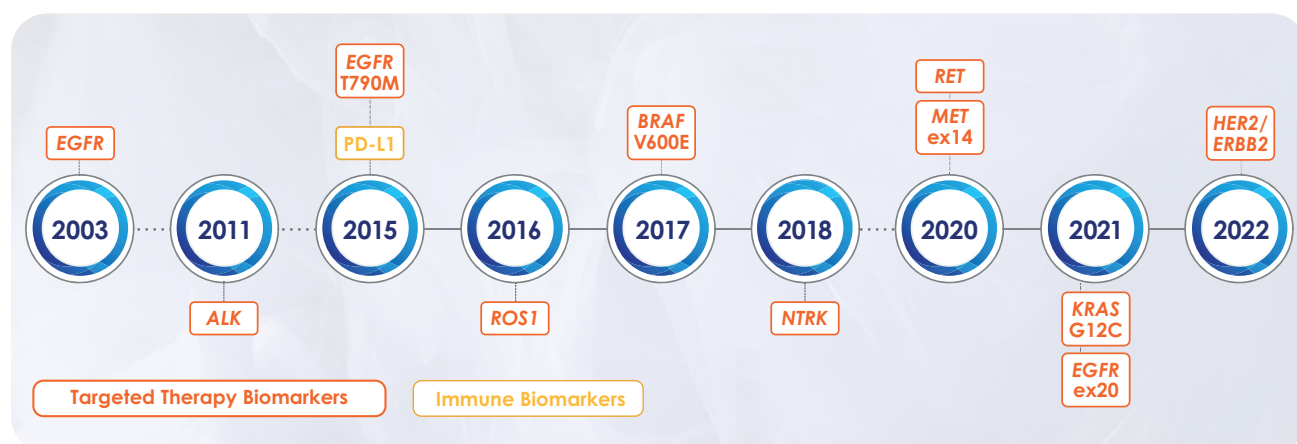 EGFR
T790M
RET
EGFR
PD-L1
BRAF
V600E
MET
ex14
HER2/
ERBB2
2003
2011
2015
2016
2017
2018
2020
2021
2022
ALK
ROS1
NTRK
KRAS
G12C
EGFR
ex20
Targeted Therapy Biomarkers
Immune Biomarkers